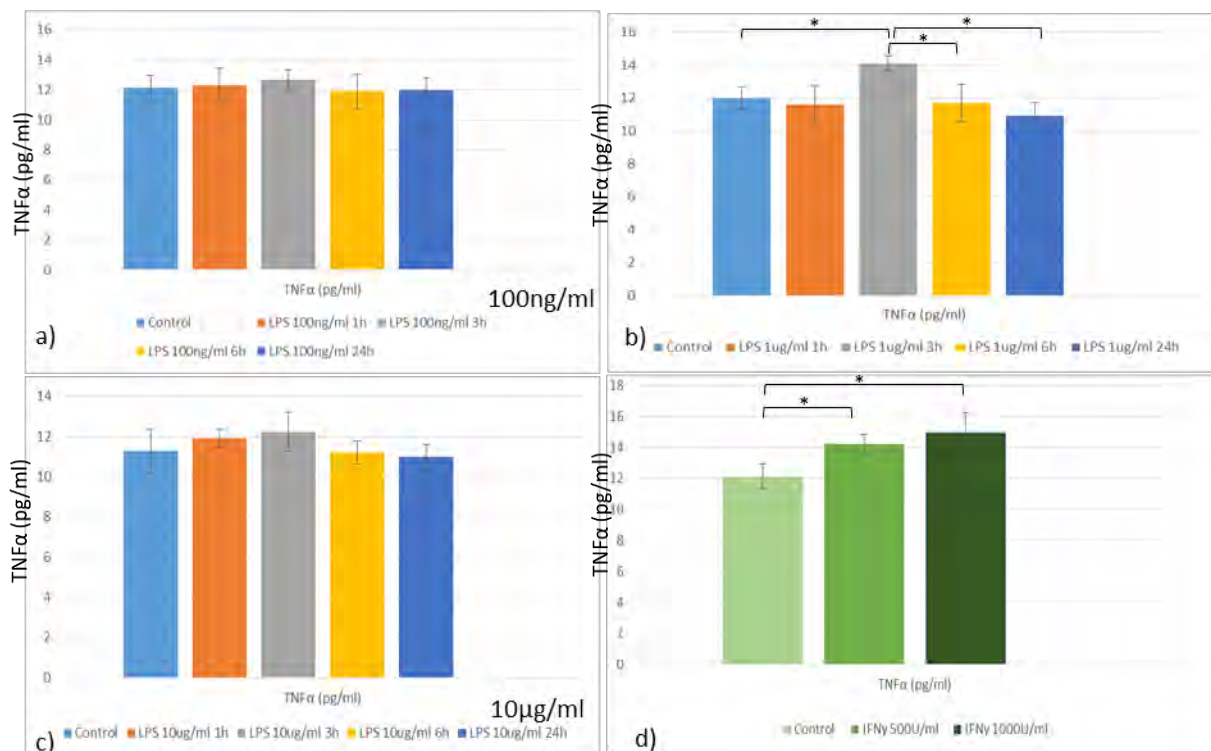 16
14
12
10
8
6
4
2
0
TNFα (pg/ml)
TNFα (pg/ml)
100ng/ml
Control LPS 100ng/ml 1h LPS 100ng/ml 3h
LPS 100ng/ml 6h LPS 100ng/ml 24h
a)
* * *
16
14
12
10
8
6
4
2
0
TNFα (pg/ml)
TNFα (pg/ml)
Control LPS 1ug/ml 1h LPS 1ug/ml 3h LPS 1ug/ml 6h LPS 1ug/ml 24h
b)
14
12
10
8
6
4
2
0
TNFα (pg/ml)
TNFα (pg/ml)
10µg/ml
Control LPS 10ug/ml 1h LPS 10ug/ml 3h LPS 10ug/ml 6h LPS 10ug/ml 24h
c)
* *
18
16
14
12
10
8
6
4
2
0
TNFα (pg/ml)
TNFα (pg/ml)
Control IFNγ 500U/ml IFNγ 1000U/ml
d)